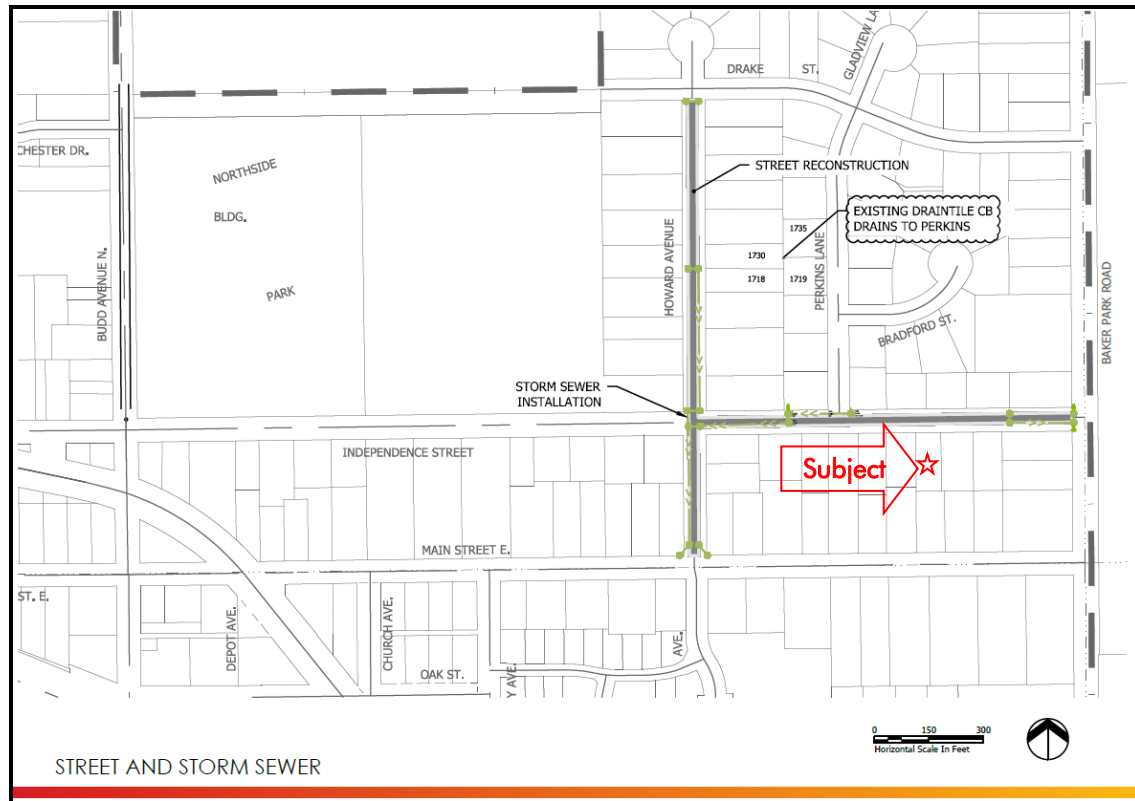 DRAKE ST.
GLADVIEW LA
CHESTER DR.
NORTHSIDE
BLDG.
PARK
STREET RECONSTRUCTION
EXISTING DRAINTILE CB
DRAINS TO PERKINS
1735
1730
1718
1719
BUDD AVENUE N.
HOWARD AVENUE
PERKINS LANE
BRADFORD ST.
BAKER PARK ROAD
STORM SEWER
INSTALLATION
INDEPENDENCE STREET
Subject
MAIN STREET E.
ST. E.
DEPOT AVE.
CHURCH AVE.
OAK ST.
Y AVE.
AVE.
0 150 300
Horizontal Scale In Feet
STREET AND STORM SEWER